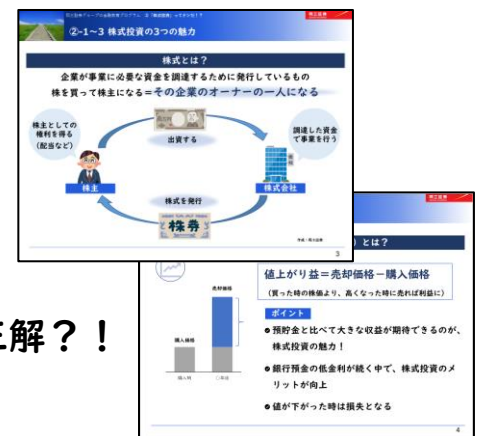 ②-1~3 株式投資の3つの魅力
株式とは?
企業が事業に必要な資金を調達するために発行しているもの
株を買って株主になる=その企業のオーナーの一人になる
株主としての
権利を得る
(配当など)
出資する
調達した資金
で事業を行う
株主
株式会社
株式を発行
株券
3
とは?
値上がり益=売却価格-購入価格
(買った時の株価より、高くなった時に売れば利益に)
ポイント
預貯金と比べて大きな収益が期待できるのが、
株式投資の魅力!
銀行預金の低金利が続く中で、株式投資のメ
リットが向上
値が下がった時は損失となる
売却価格
購入価格
購入時
4
正解?!